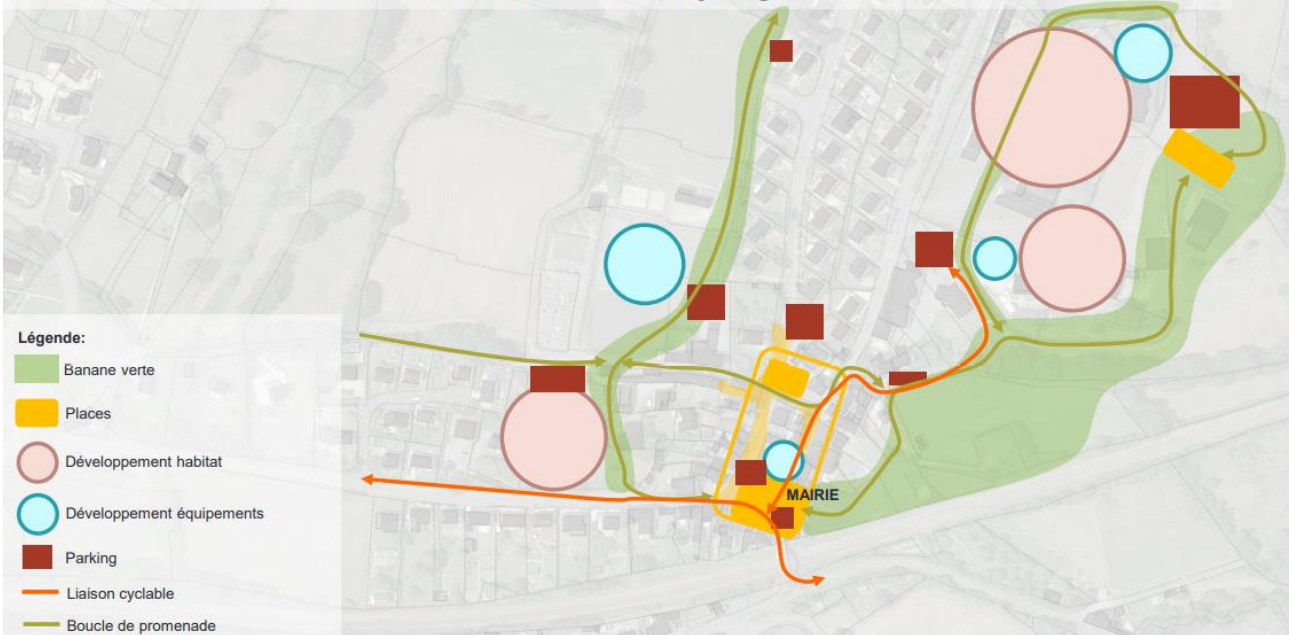 MAIRIE
Légende:
Banane verte
Places
Développement habitat
Développement équipements
Parking
Liaison cyclable
Boucle de promenade